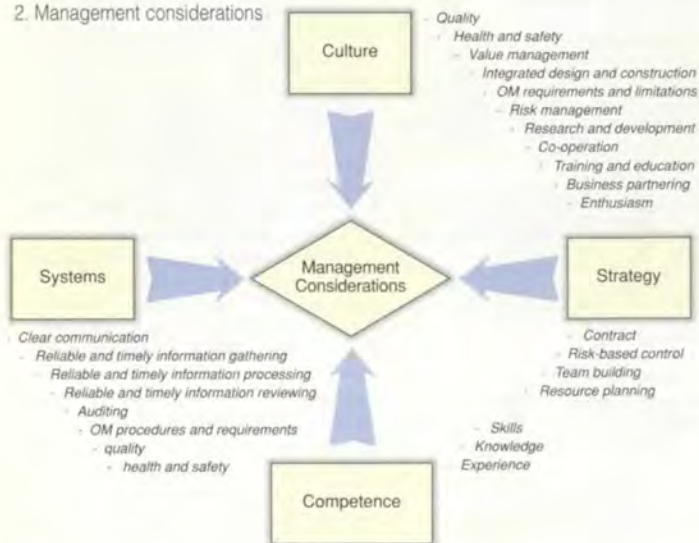 2. Management considerations
Culture
- Quality
- Health and safety
- Value management
- Integrated design and construction
- OM requirements and limitations
- Risk management
- Research and development
- Co-operation
- Training and education
- Business partnering
- Enthusiasm
Systems
Management
Considerations
Strategy
- Clear communication
- Reliable and timely information gathering
- Reliable and timely information processing
- Reliable and timely information reviewing
- Auditing
- OM procedures and requirements
- quality
- health and safety
- Contract
- Risk-based control
- Team building
- Resource planning
- Skills
- Knowledge
Experience
Competence